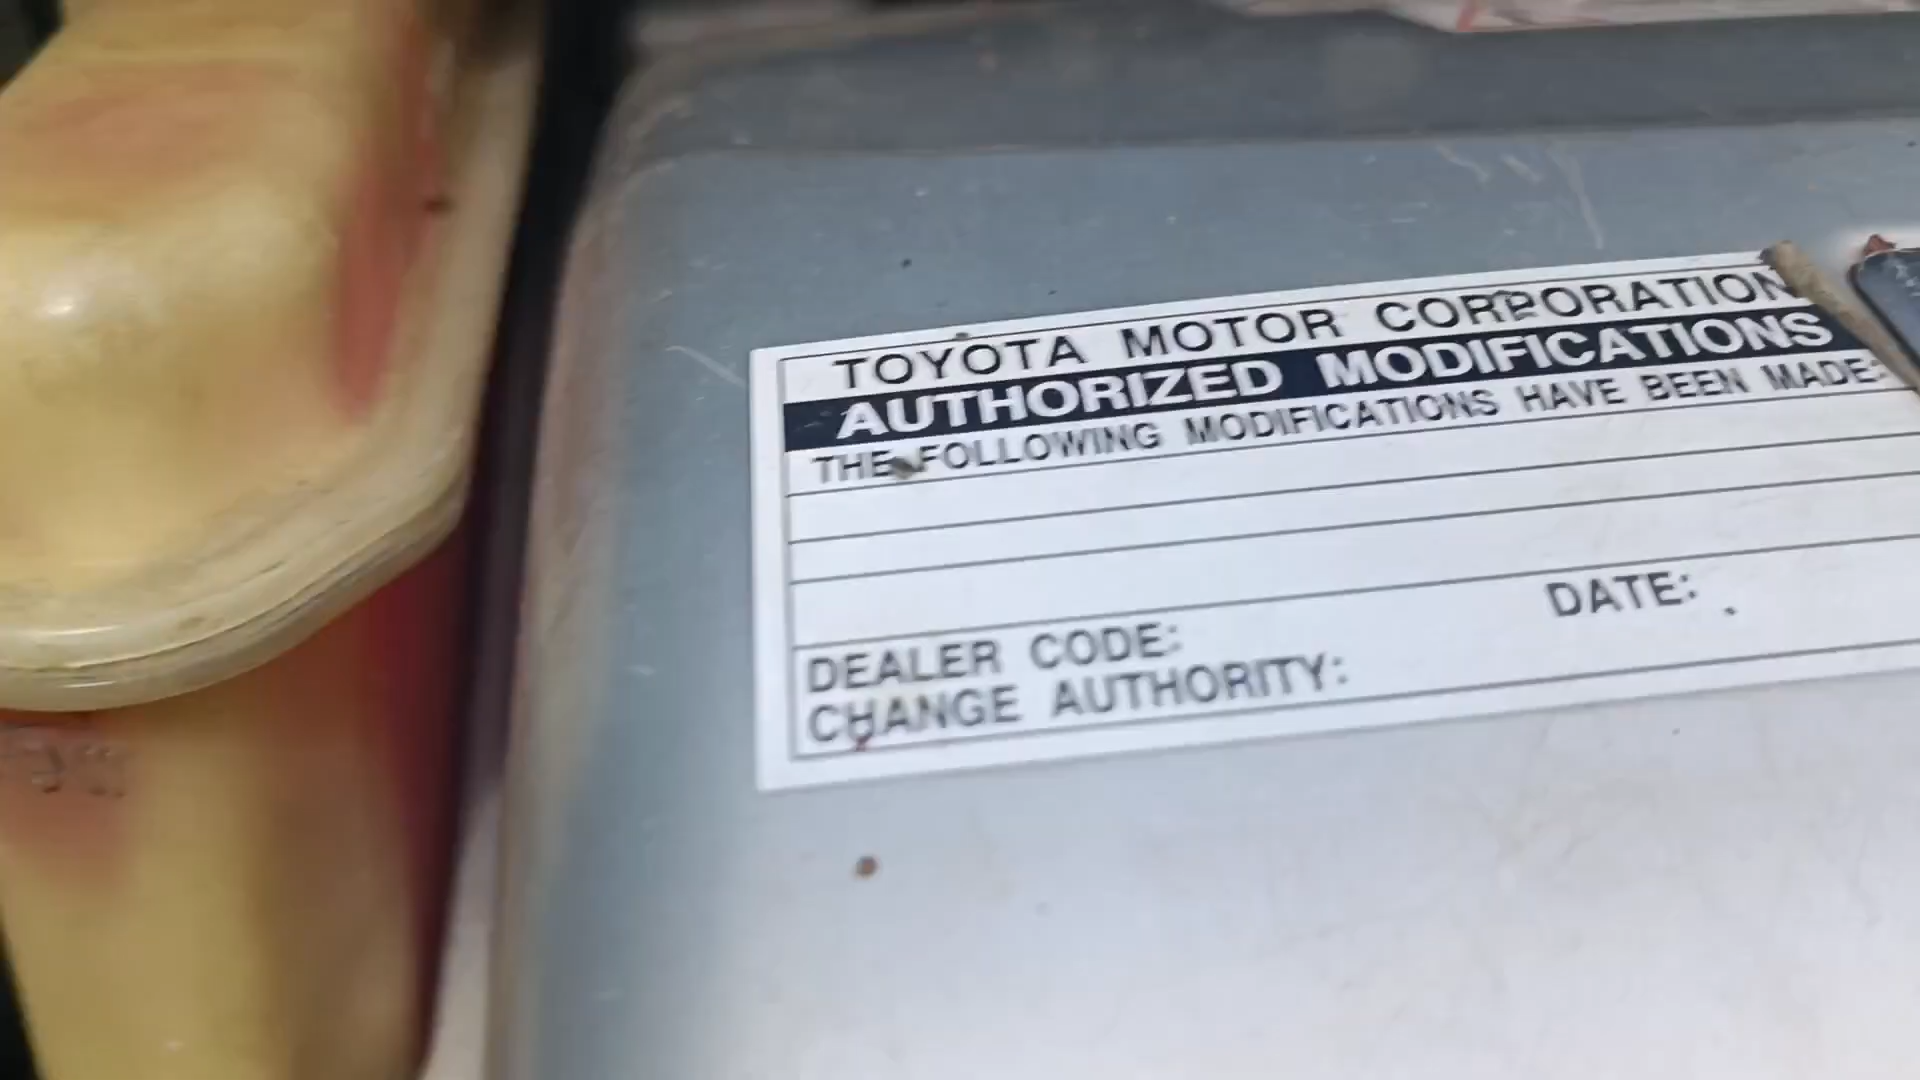 TOYOTA MOTOR CORPORATION
AUTHORIZED MODIFICATIONS
THE FOLLOWING MODIFICATIONS HAVE BEEN MADE:
DATE:
DEALER CODE:
CHANGE AUTHORITY: